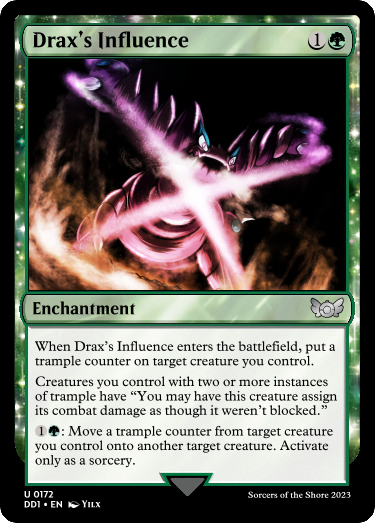 Drax's Influence 1
Enchantment
When Drax's Influence enters the battlefield, put a
trample counter on target creature you control.
Creatures you control with two or more instances
of trample have “You may have this creature assign
its combat damage as though it weren't blocked.”
1: Move a trample counter from target creature
you control onto another target creature. Activate
only as a sorcery.
U 0172
DD1 • EN Yilx
Sorcers of the Shore 2023